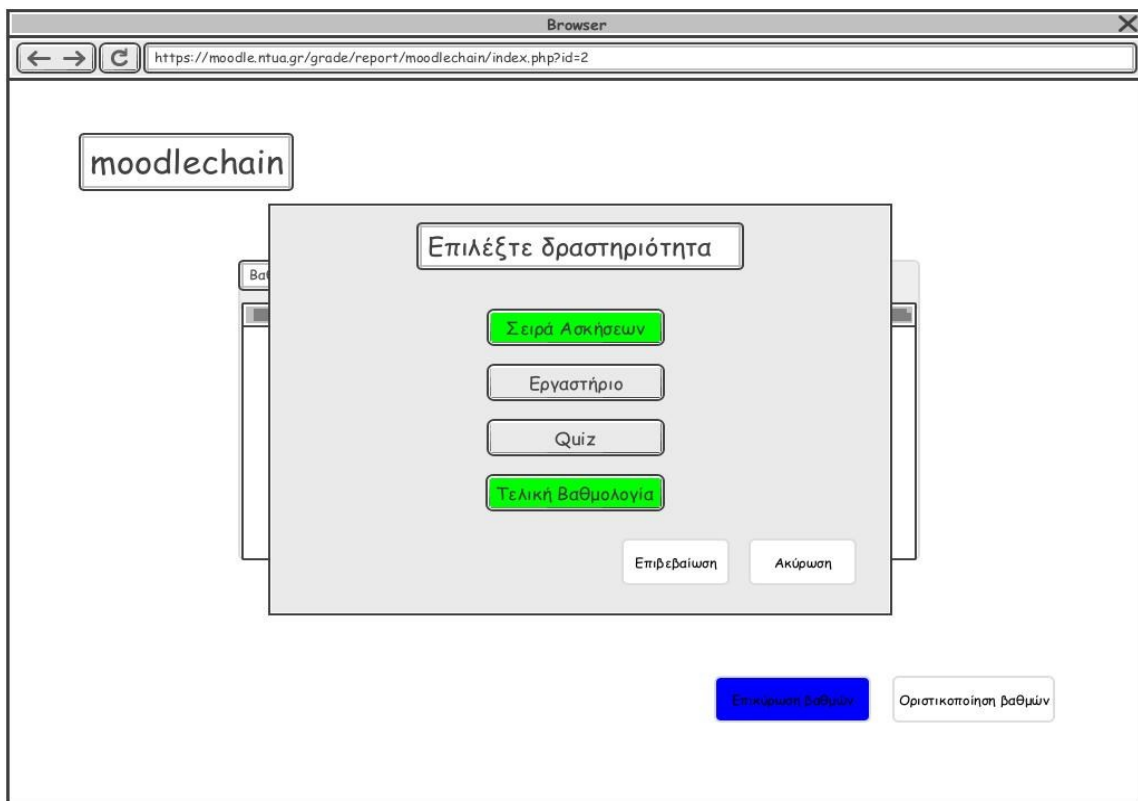 Browser
https://moodle.ntua.gr/grade/report/moodlechain/index.php?id=2
moodlechain
Επιλέξτε δραστηριότητα
Σειρά Ασκήσεων
Εργαστήριο
Quiz
Τελική Βαθμολογία
Επιβεβαίωση Ακύρωση
Επικύρωση βαθμών Οριστικοποίηση βαθμών